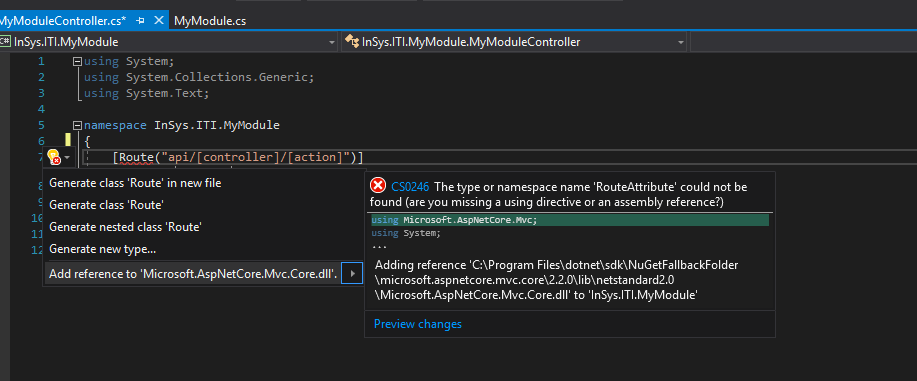 MyModuleController.cs*
MyModule.cs
C# InSys.ITI.MyModule
InSys.ITI.MyModule.MyModuleController
1 using System;
2 using System.Collections.Generic;
3 using System.Text;
4
5 namespace InSys.ITI.MyModule
6 {
7 [Route("api/[controller]/[action]")]
8
Generate class 'Route' in new file
9
Generate class 'Route'
10
Generate nested class 'Route'
11
12
Generate new type...
Add reference to 'Microsoft.AspNetCore.Mvc.Core.dll'.
CS0246 The type or namespace name 'RouteAttribute' could not be
found (are you missing a using directive or an assembly reference?)
using Microsoft.AspNetCore.Mvc;
using System;
...
Adding reference 'C:\Program Files\dotnet\sdk\NuGetFallbackFolder
\microsoft.aspnetcore.mvc.core\2.2.0\lib\netstandard2.0
\Microsoft.AspNetCore.Mvc.Core.dll' to 'InSys.ITI.MyModule'
Preview changes